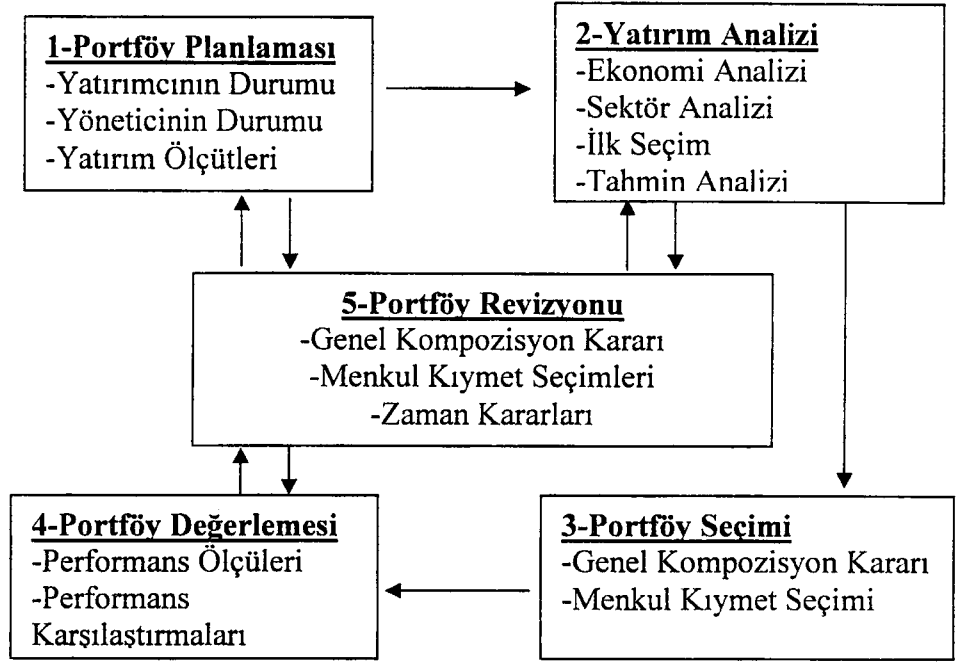 1-Portföy Planlaması
-Yatırımcının Durumu
-Yöneticinin Durumu
-Yatırım Ölçütleri
2-Yatırım Analizi
-Ekonomi Analizi
-Sektör Analizi
-İlk Seçim
-Tahmin Analizi
5-Portföy Revizyonu
-Genel Kompozisyon Kararı
-Menkul Kıymet Seçimleri
-Zaman Kararları
4-Portföy Değerlemesi
-Performans Ölçüleri
-Performans
Karşılaştırmaları
3-Portföy Seçimi
-Genel Kompozisyon Kararı
-Menkul Kıymet Seçimi